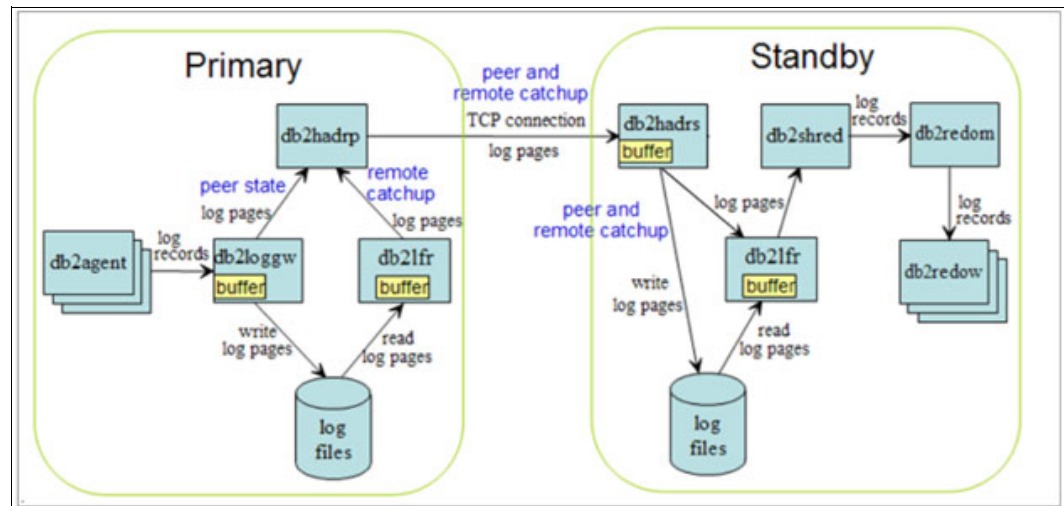 Primary
Standby
peer and
remote catchup
TCP connection
log pages
db2hadrp
db2hadrs
buffer
db2shred
log
records
db2redom
peer state
log pages
remote
catchup
log pages
peer and
remote catchup
log pages
log
records
db2agent
log
records
db2loggw
buffer
db2lfr
buffer
db2lfr
buffer
db2redow
write
log pages
read
log pages
write
log pages
read
log pages
log
files
log
files